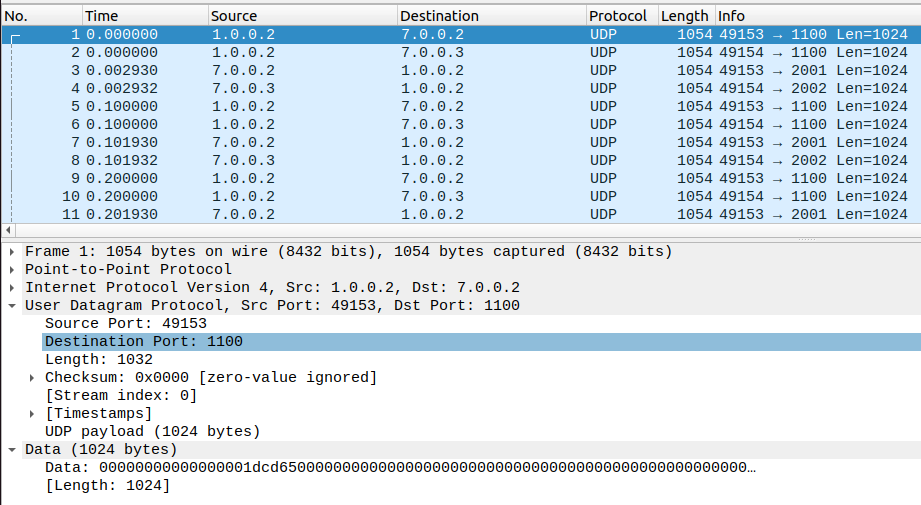 No. Time Source Destination Protocol Length Info
1 0.000000 1.0.0.2 7.0.0.2 UDP 1054 49153 → 1100 Len=1024
2 0.000000 1.0.0.2 7.0.0.3 UDP 1054 49154 → 1100 Len=1024
3 0.002930 7.0.0.2 1.0.0.2 UDP 1054 49153 → 2001 Len=1024
4 0.002932 7.0.0.3 1.0.0.2 UDP 1054 49153 → 2002 Len=1024
5 0.100000 1.0.0.2 7.0.0.2 UDP 1054 49153 → 1100 Len=1024
6 0.100000 1.0.0.2 7.0.0.3 UDP 1054 49154 → 1100 Len=1024
7 0.101930 7.0.0.2 1.0.0.2 UDP 1054 49153 → 2001 Len=1024
8 0.101932 7.0.0.3 1.0.0.2 UDP 1054 49154 → 2002 Len=1024
9 0.200000 1.0.0.2 7.0.0.2 UDP 1054 49153 → 1100 Len=1024
10 0.200000 1.0.0.2 7.0.0.3 UDP 1054 49154 → 1100 Len=1024
11 0.201930 7.0.0.2 1.0.0.2 UDP 1054 49153 → 2001 Len=1024
Frame 1: 1054 bytes on wire (8432 bits), 1054 bytes captured (8432 bits)
Point-to-Point Protocol
Internet Protocol Version 4, Src: 1.0.0.2, Dst: 7.0.0.2
User Datagram Protocol, Src Port: 49153, Dst Port: 1100
Source Port: 49153
Destination Port: 1100
Length: 1032
Checksum: 0x0000 [zero-value ignored]
[Stream index: 0]
[Timestamps]
UDP payload (1024 bytes)
Data (1024 bytes)
Data: 00000000000000001dcd6500000000000000000000000000000000000000000000000000…
[Length: 1024]